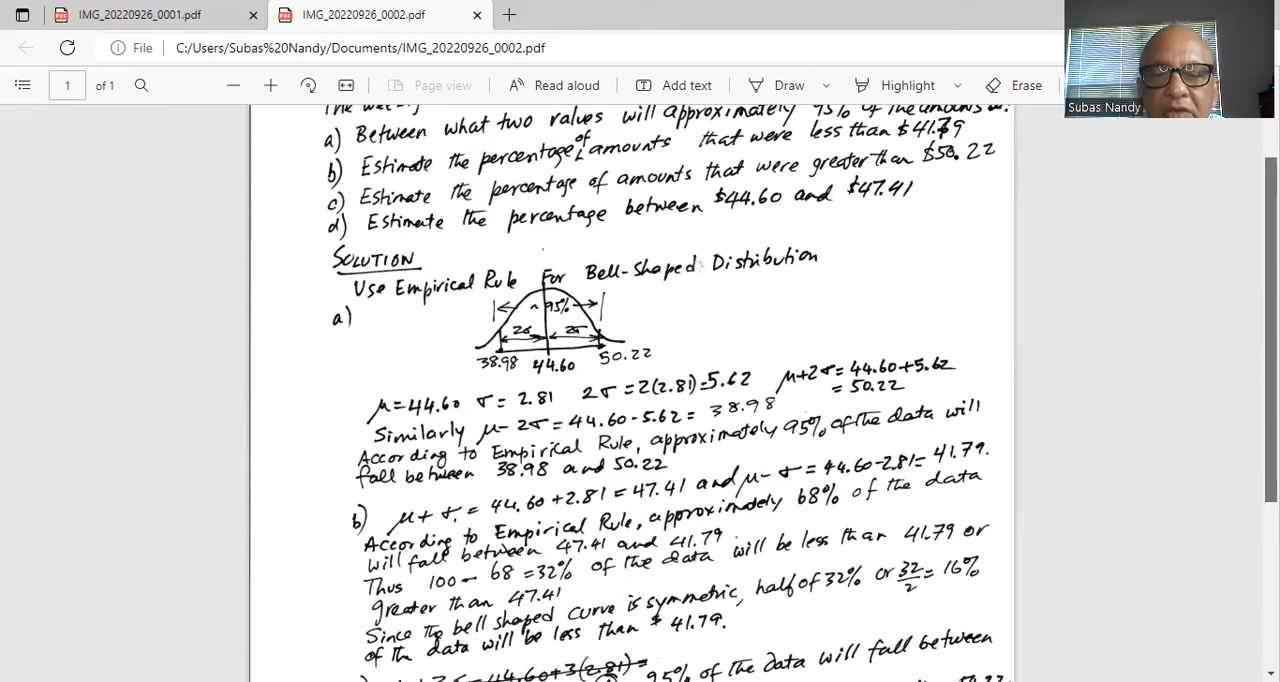 IMG_20220926_0001.pdf
IMG_20220926_0002.pdf
File C:/Users/Subas%20Nandy/Documents/IMG_20220926_0002.pdf
1 of 1 Page view Read aloud Add text Draw Highlight Erase
Subas Nandy
will approximately 95% of the amounts
a) Between what two values
b) Estimate the percentage of amounts that were less than $41.79
c) Estimate the percentage of amounts that were greater than $50.22
d) Estimate the percentage between $44.60 and $47.41
SOLUTION
Use Empirical Rule For Bell-Shaped Distribution
a)
~95%
2σ 2σ
38.98 44.60 50.22
μ=44.60 σ = 2.81 2σ = 2(2.81)=5.62 μ+2σ = 44.60+5.62
= 50.22
Similarly μ- 2σ = 44.60-5.62 = 38.98
According to Empirical Rule, approximately 95% of the data will
fall between 38.98 and 50.22
b) μ+ σ. = 44.60+2.81 = 47.41 and μ- σ = 44.60-2.81= 41.79.
According to Empirical Rule, approximately 68% of the data
will fall between 47.41 and 41.79
Thus 100- 68 =32% of the data will be less than 41.79 or
greater than 47.41
Since the bell shaped curve is symmetric, half of 32% or 32/2 = 16%
of the data will be less than $ 41.79.
44.60+3(2.81)=
95% of the data will fall between